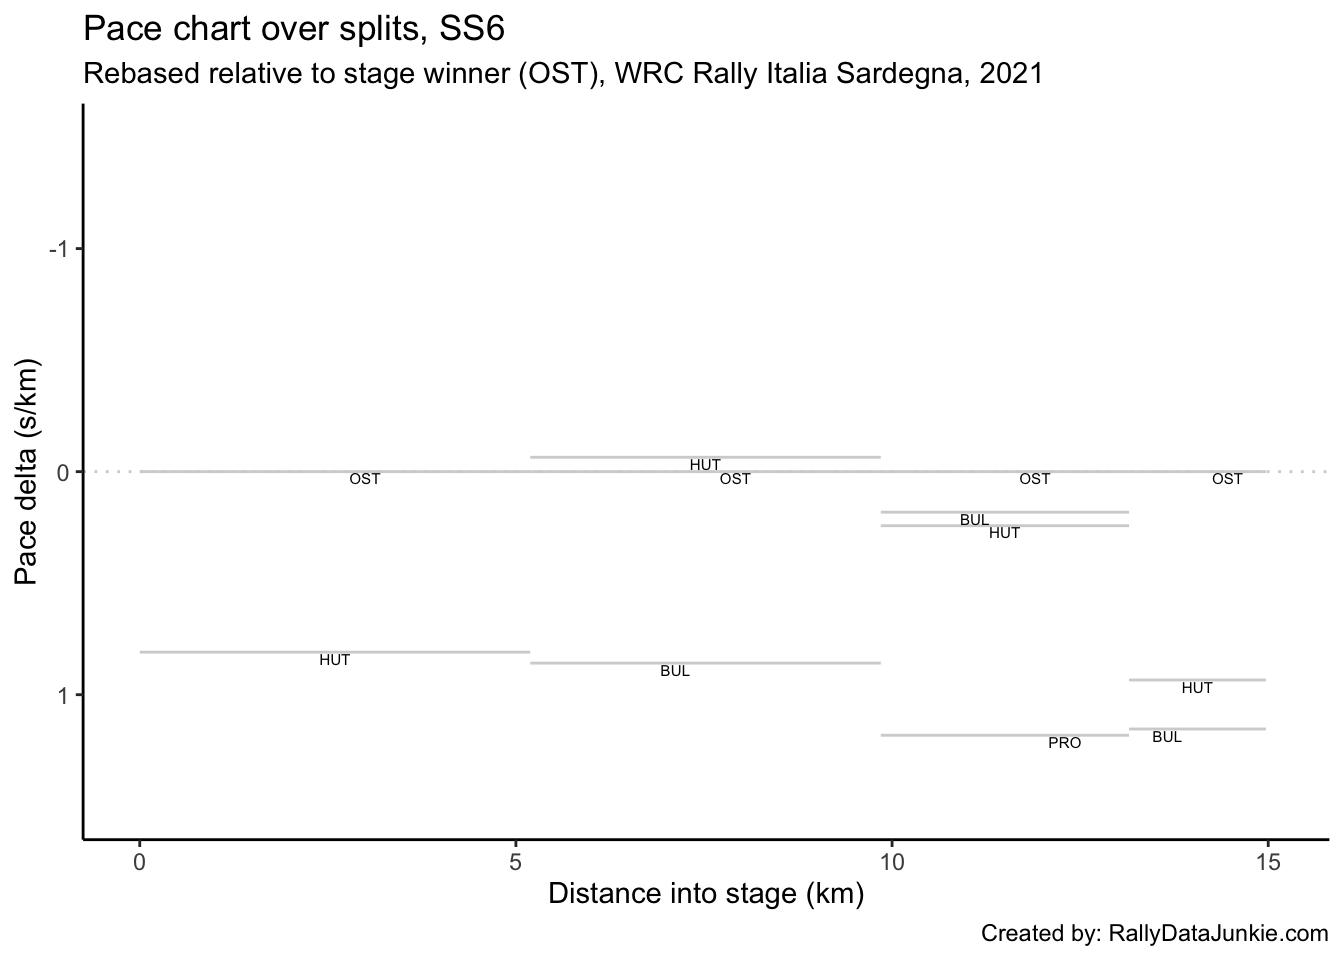 Pace chart over splits, SS6
Rebased relative to stage winner (OST), WRC Rally Italia Sardegna, 2021
Pace delta (s/km)
-1
0
1
HUT
OST
OST
OST
OST
BUL
HUT
HUT
BUL
HUT
BUL
PRO
0
5
10
15
Distance into stage (km)
Created by: RallyDataJunkie.com